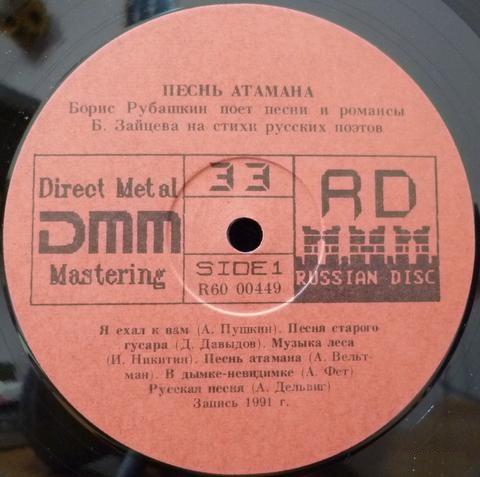 ПЕСНЬ АТАМАНА
Борис Рубашкин поет песни и романсы
Б. Зайцева на стихи русских поэтов
Direct Metal
DMM
Mastering
33
SIDE 1
R60 00449
RD
RUSSIAN DISC
Я ехал к вам (А. Пушкин). Песня старого
гусара (Д. Давыдов). Музыка леса
(И. Никитин). Песнь атамана (А. Вельт-
ман). В дымке-невидимке (А. Фет)
Русская песня (А. Дельвиг)
Запись 1991 г.